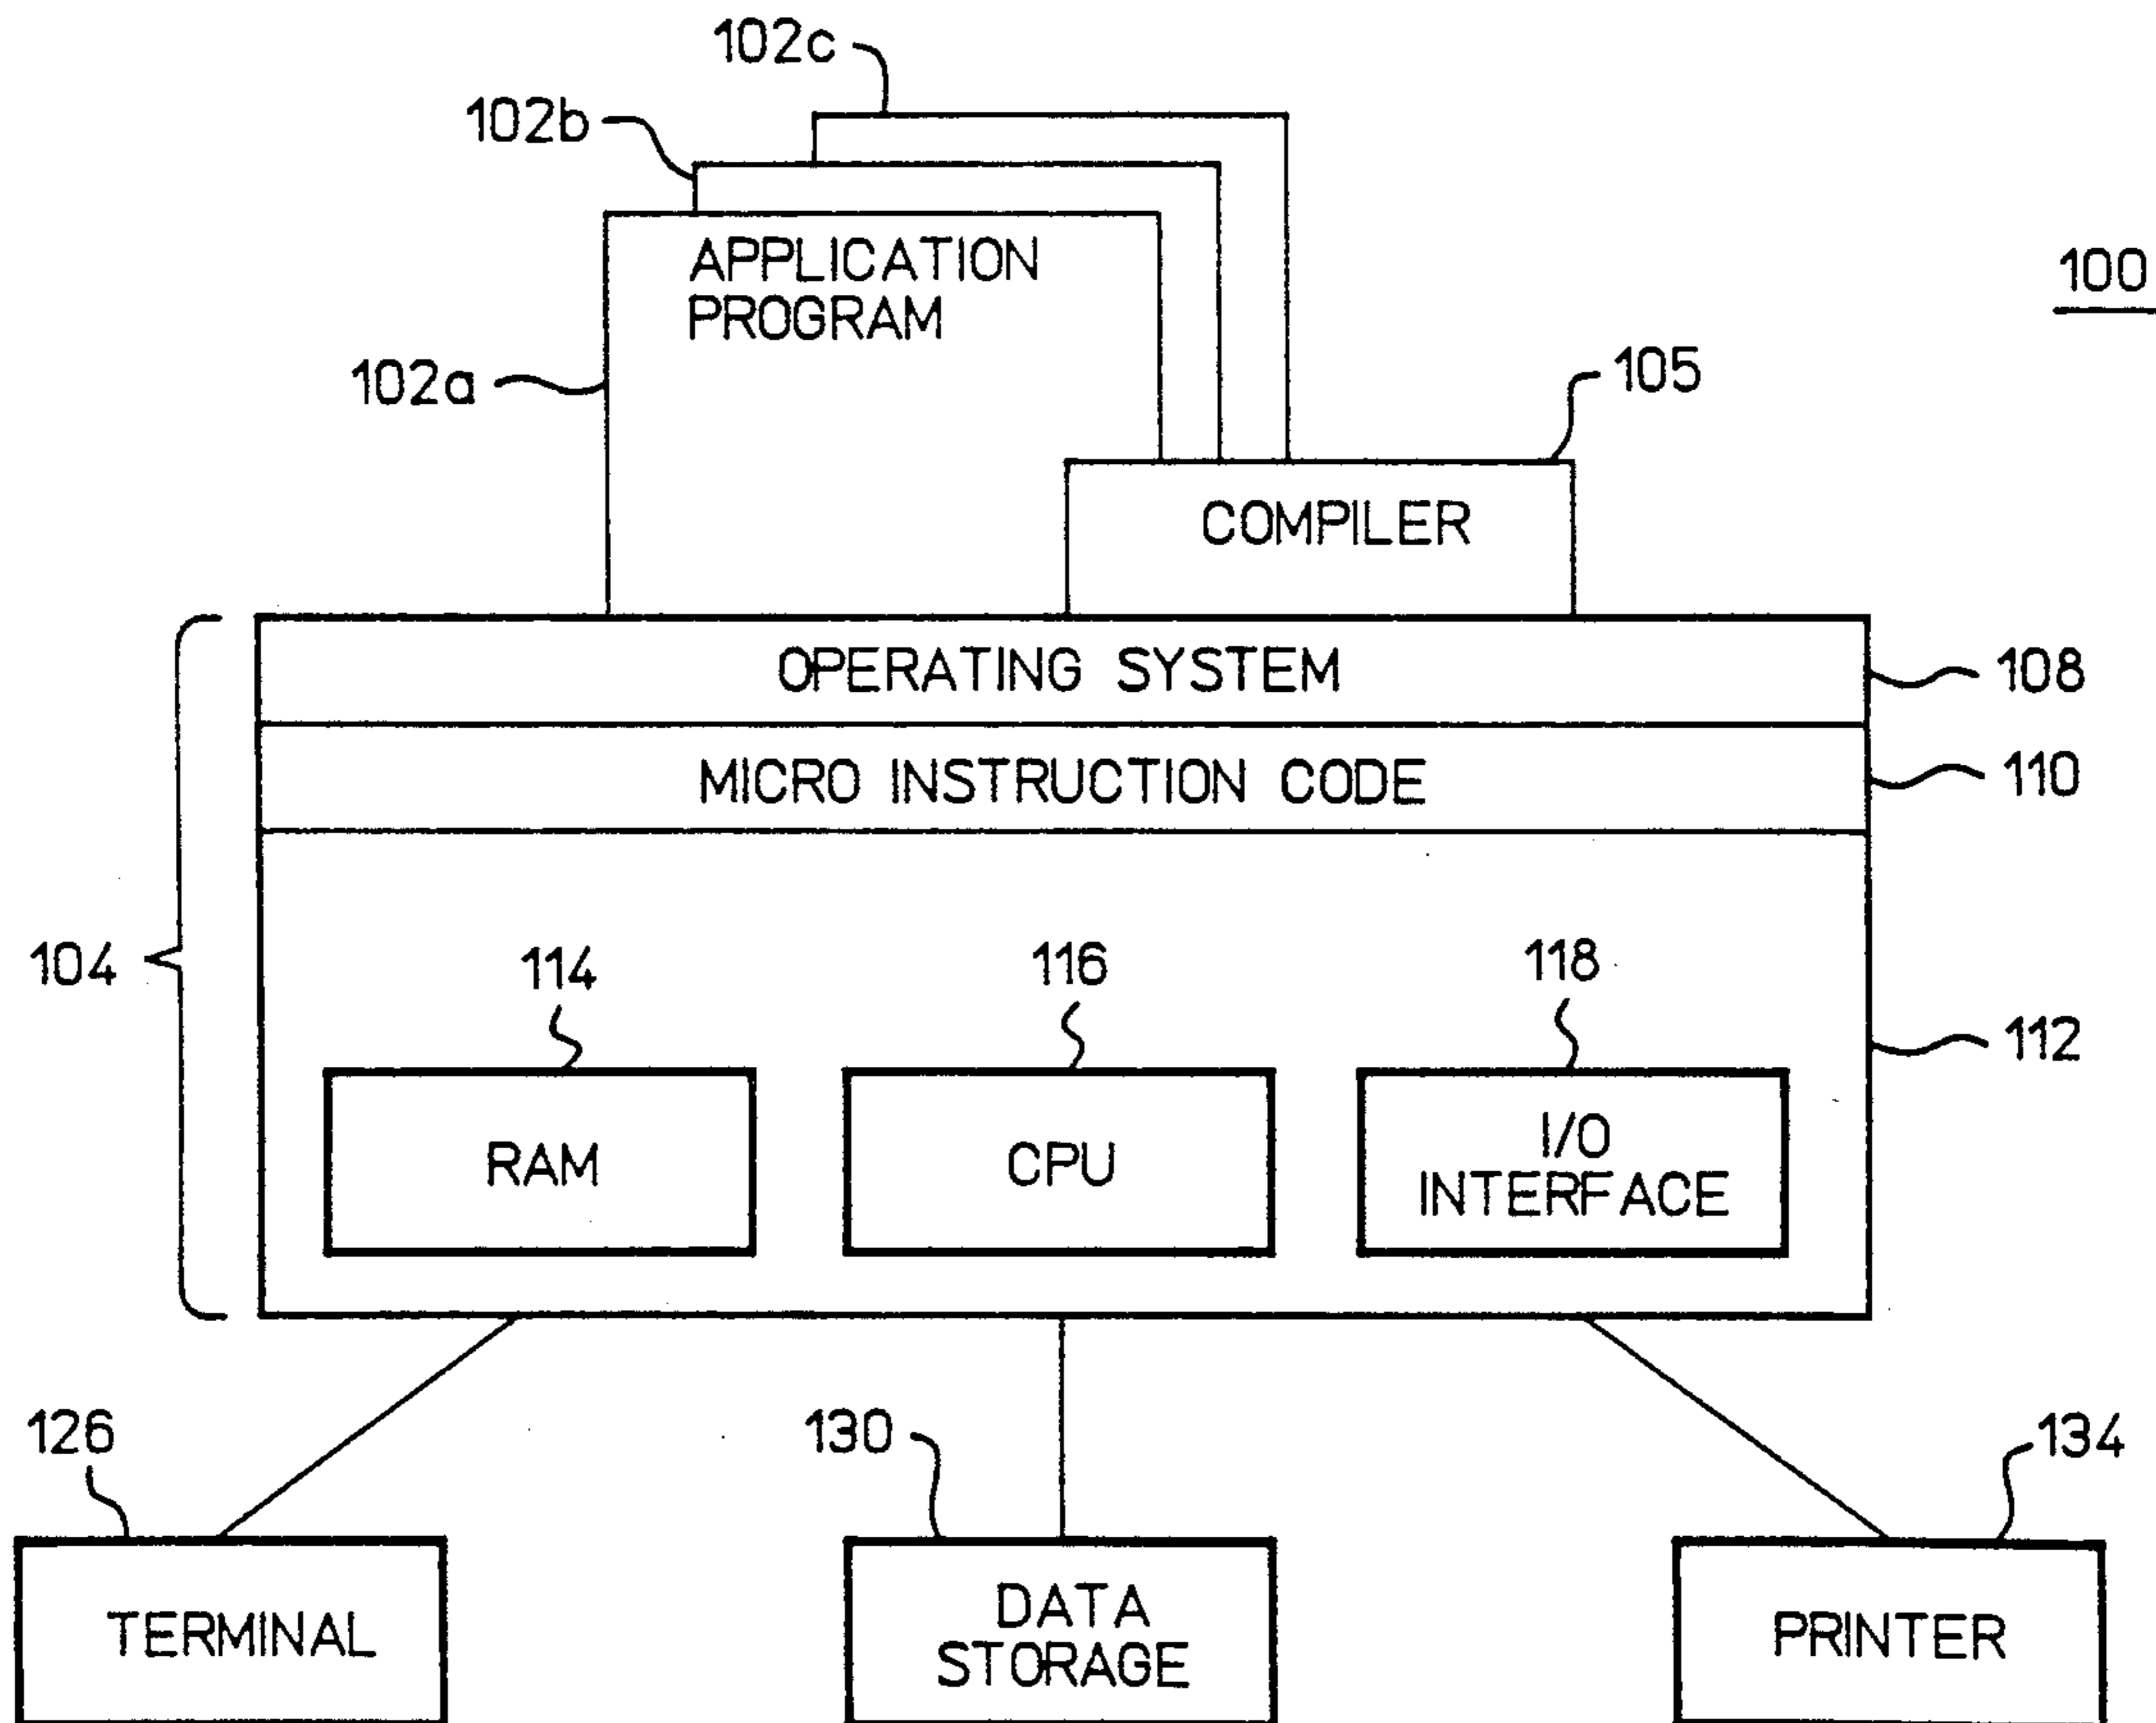 102c
102b
APPLICATION
PROGRAM
100
102a
105
COMPILER
OPERATING SYSTEM
108
MICRO INSTRUCTION CODE
110
104
114
116
118
112
RAM
CPU
I/O
INTERFACE
126
130
134
TERMINAL
DATA
STORAGE
PRINTER